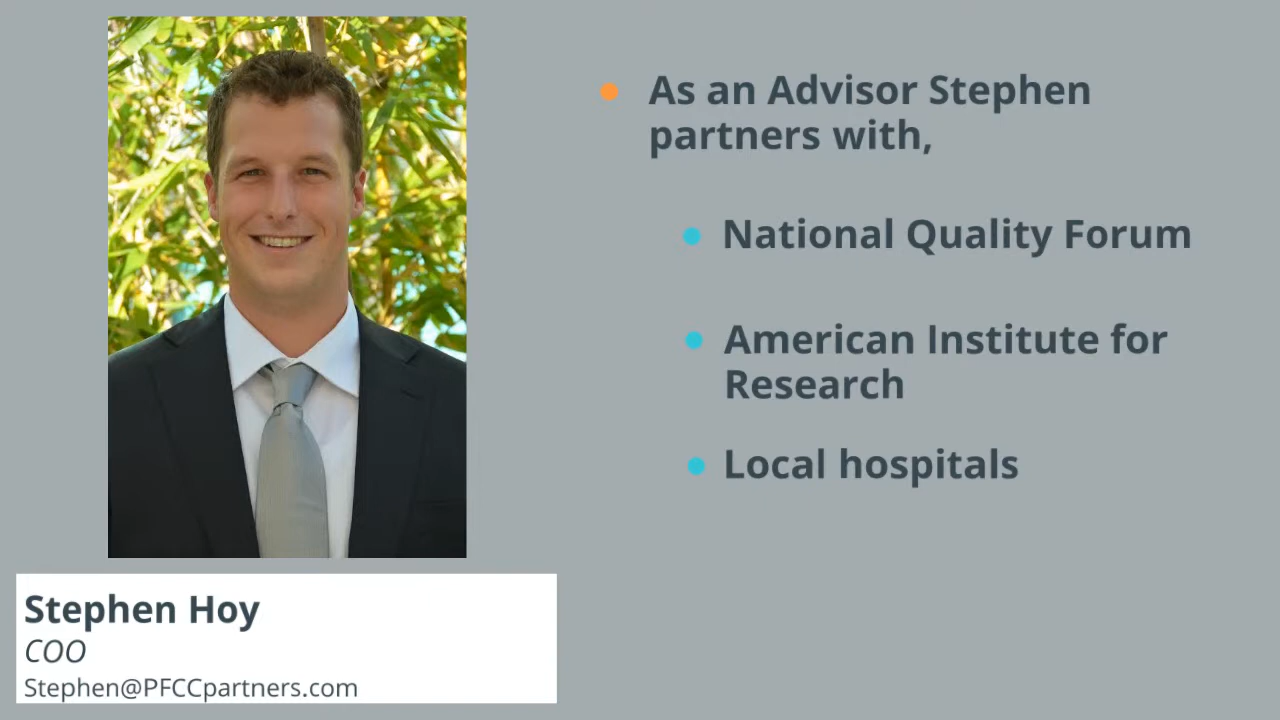 As an Advisor Stephen
partners with,
National Quality Forum
American Institute for
Research
Local hospitals
Stephen Hoy
COO
Stephen@PFCCpartners.com